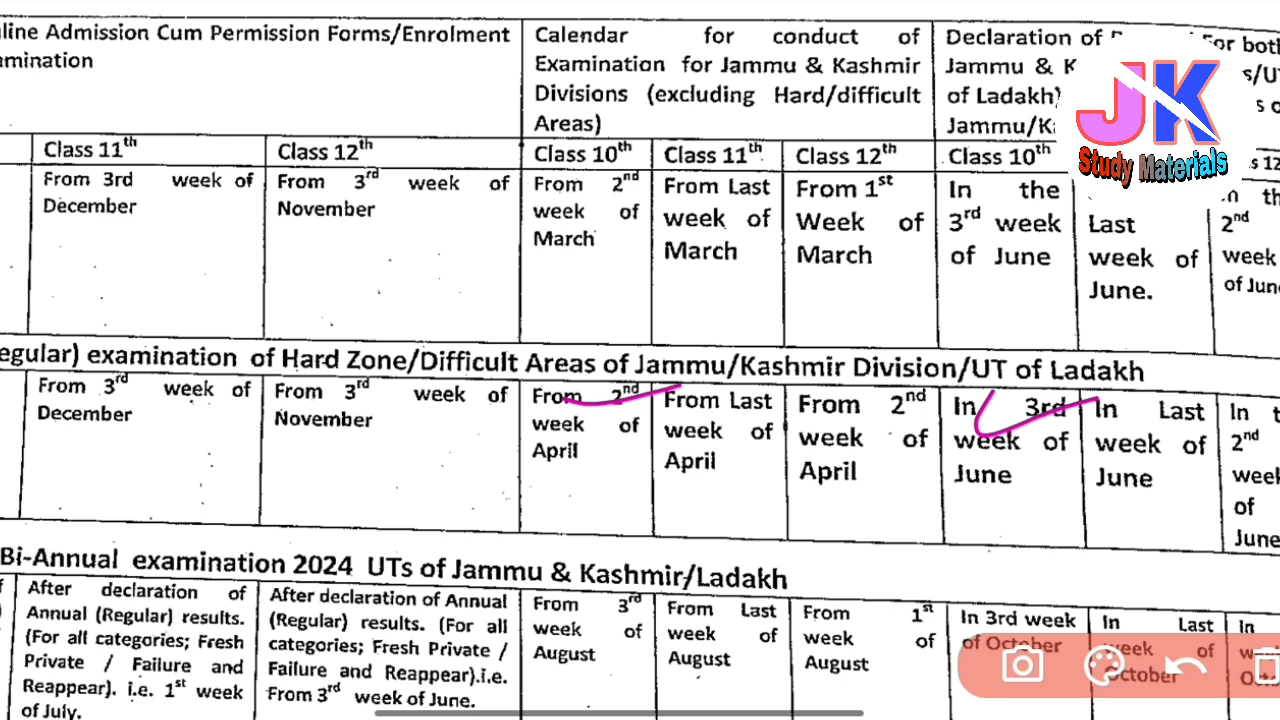 Admission Cum Permission Forms/Enrolment
Calendar for conduct of
Examination for Jammu & Kashmir
Divisions (excluding Hard/difficult
Areas)
Declaration of
For both
Jammu & K
of Ladakh)
Jammu/K
JK
Study Materials
Class 11th
Class 12th
Class 10th
Class 11th
Class 12th
Class 10th
From 3rd week of
December
From 3rd week of
November
From 2nd
week of
March
From Last
week of
March
From 1st
Week of
March
In the
3rd week
of June
Last
week of
June.
2nd
week
of June
egular) examination of Hard Zone/Difficult Areas of Jammu/Kashmir Division/UT of Ladakh
From 3rd week of
December
From 3rd week of
November
From 2nd
week of
April
From Last
week of
April
From 2nd
week of
April
In 3rd
week of
June
In Last
week of
June
In t
2nd
week
of
June
Bi-Annual examination 2024 UTs of Jammu & Kashmir/Ladakh
After declaration of
Annual (Regular) results.
(For all categories; Fresh
Private / Failure and
Reappear). i.e. 1st week
of July.
After declaration of Annual
(Regular) results. (For all
categories; Fresh Private /
Failure and Reappear).i.e.
From 3rd week of June.
From 3rd
week of
August
From Last
week of
August
From 1st
week of
August
In 3rd week
of October
In Last
week of
October
In